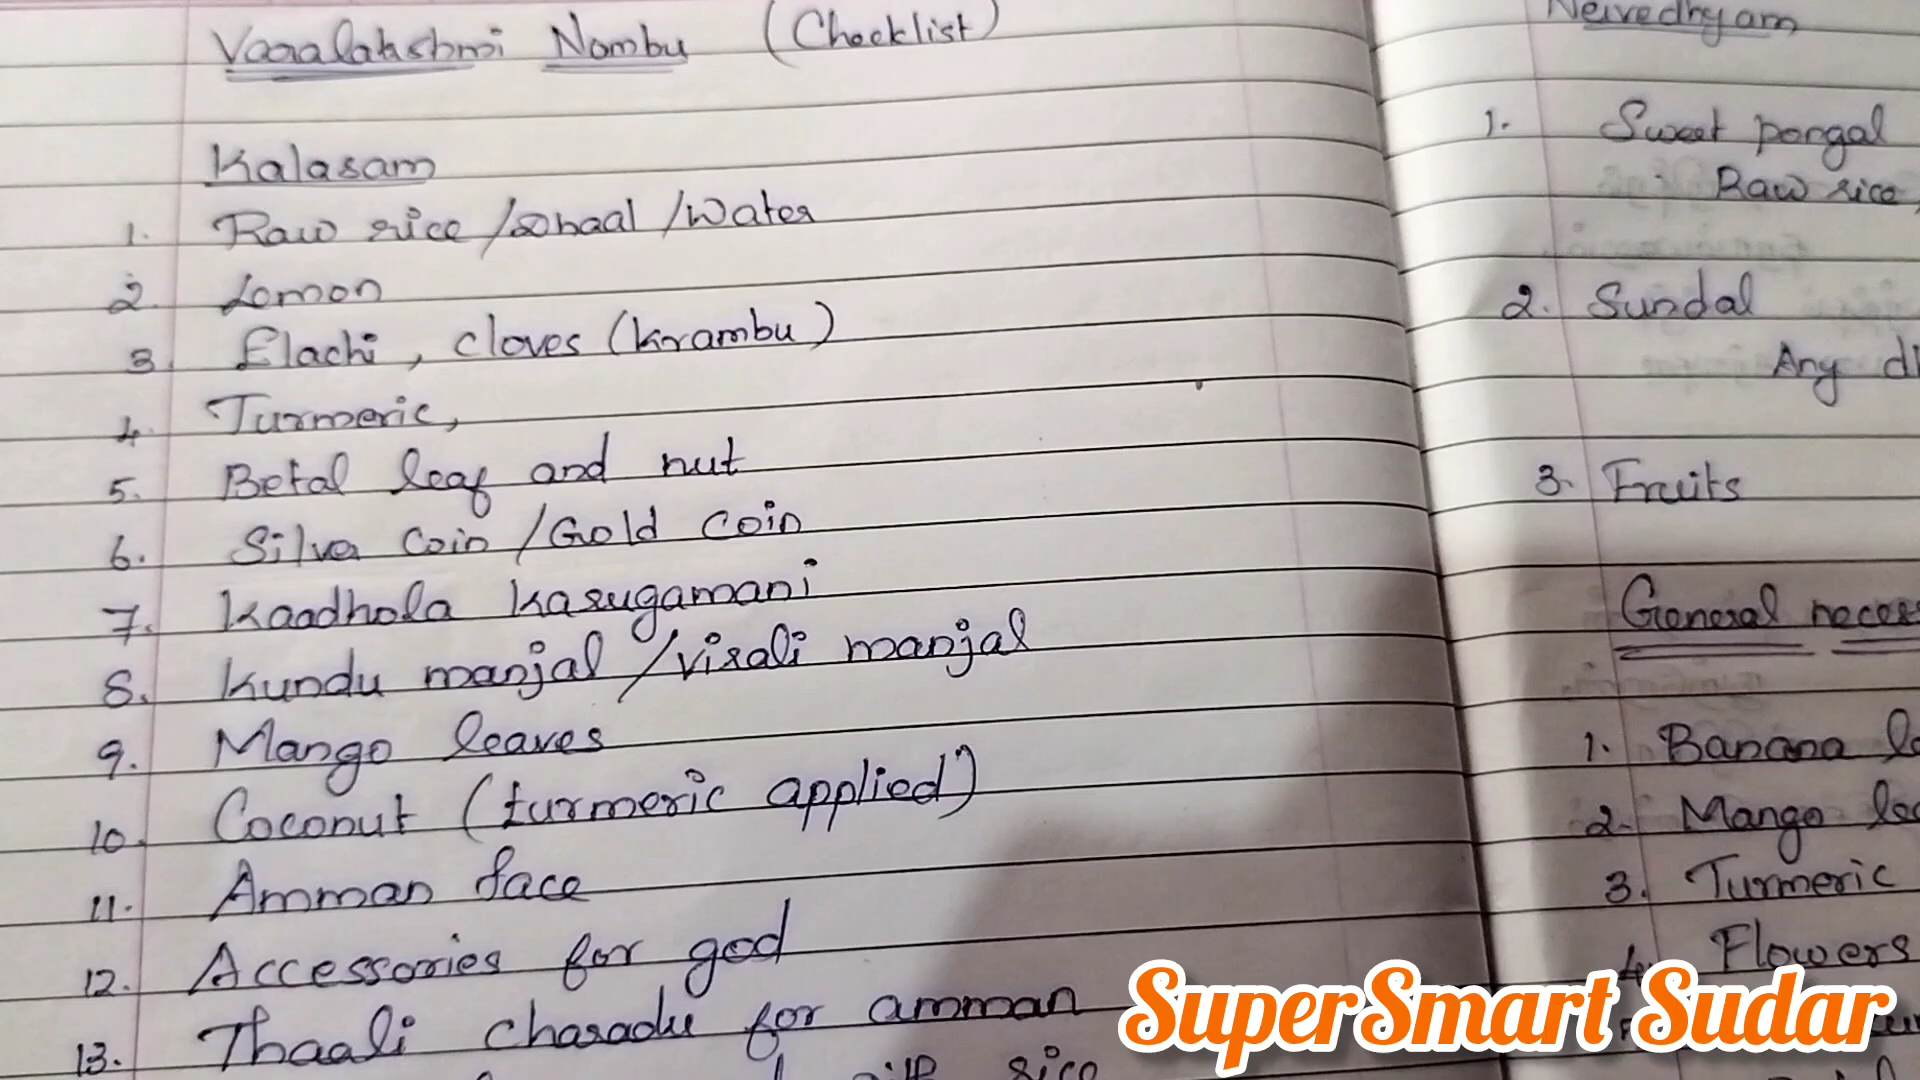 Varalakshmi Nombu (Checklist)
Kalasam
1. Raw rice / Dhaal / Water
2. Lemon
3. Elachi, cloves (Krambu)
4. Turmeric,
5. Betal leaf and nut
6. Silver coin / Gold coin
7. Kaadhola Karugamani
8. Kundu manjal / virali manjal
9. Mango leaves
10. Coconut (turmeric applied)
11. Amman face
12. Accessories for god
13. Thaali charadu for amman
rice
Neivedhyam
1. Sweet pongal
Raw rice,
2. Sundal
Any
3. Fruits
General
1. Banana
2. Mango
3. Turmeric
4. Flowers
SuperSmart Sudar